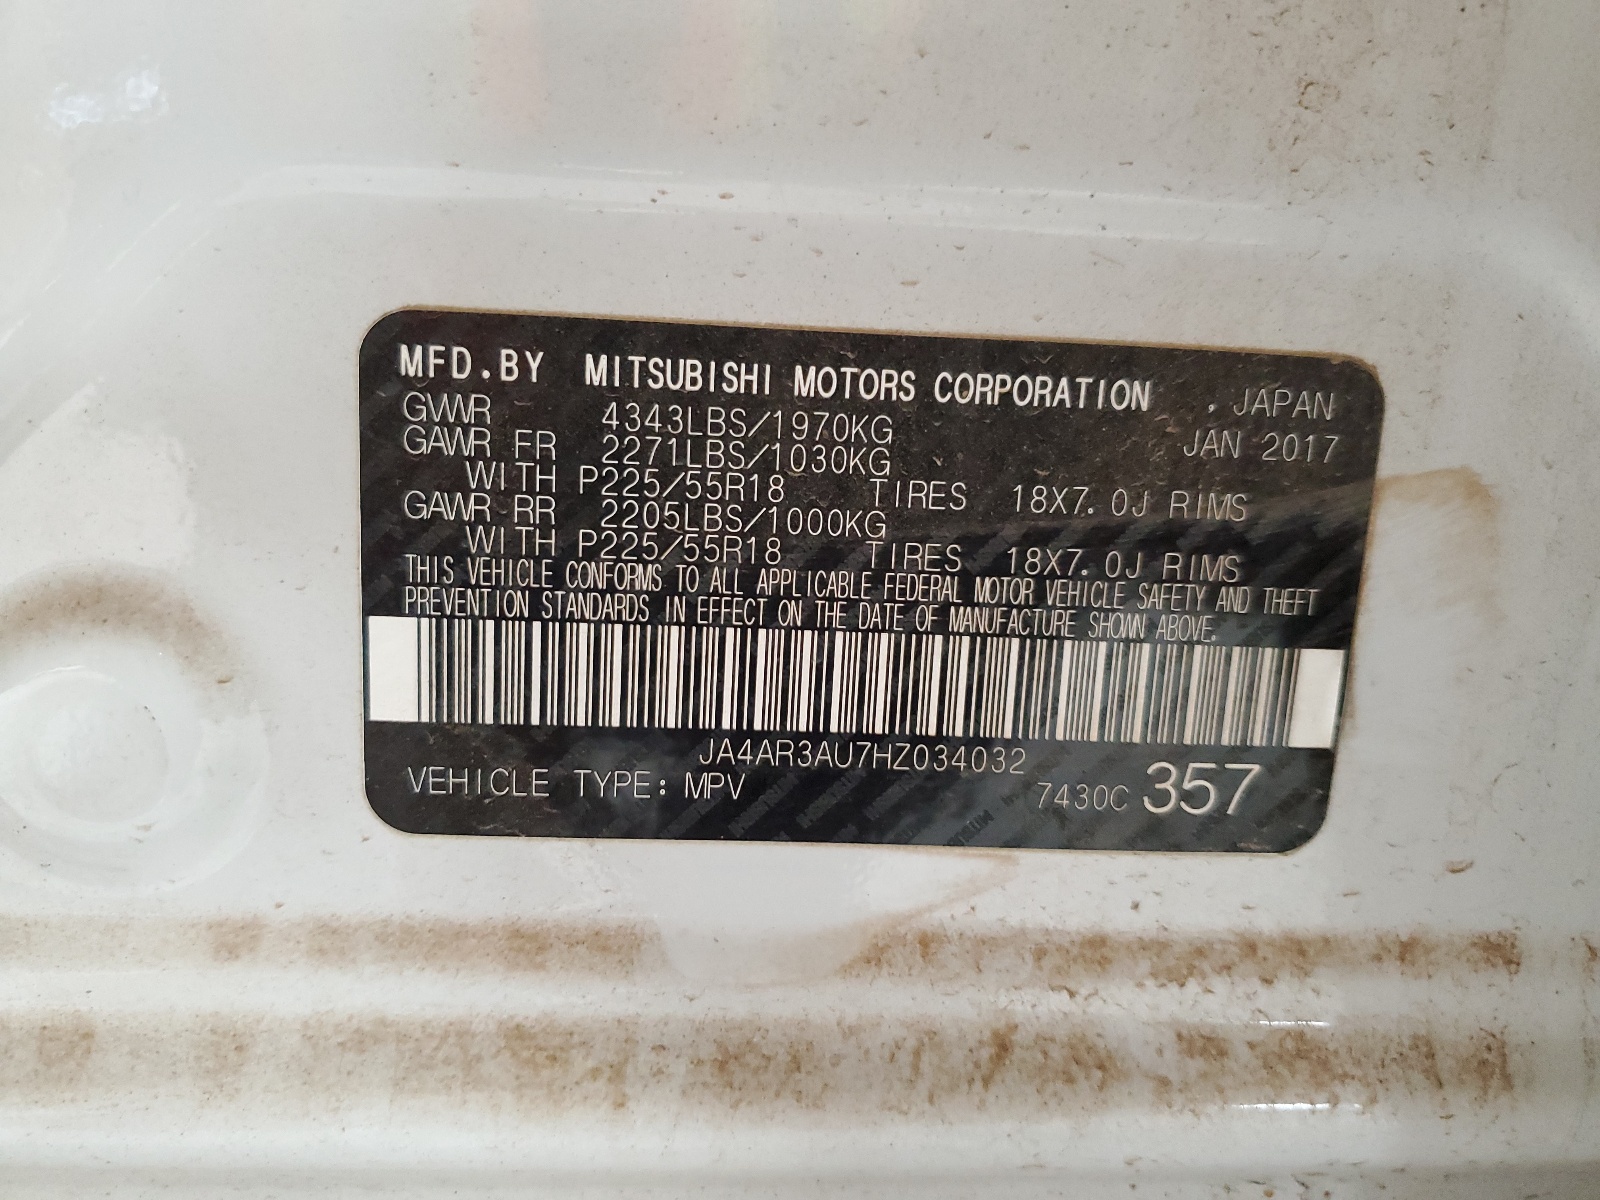 MFD.BY MITSUBISHI MOTORS CORPORATION . JAPAN
GVWR 4343LBS/1970KG JAN 2017
GAWR FR 2271LBS/1030KG
WITH P225/55R18 TIRES 18X7.0J RIMS
GAWR RR 2205LBS/1000KG
WITH P225/55R18 TIRES 18X7.0J RIMS
THIS VEHICLE CONFORMS TO ALL APPLICABLE FEDERAL MOTOR VEHICLE SAFETY AND THEFT
PREVENTION STANDARDS IN EFFECT ON THE DATE OF MANUFACTURE SHOWN ABOVE.
JA4AR3AU7HZ034032
VEHICLE TYPE: MPV 7430C 357